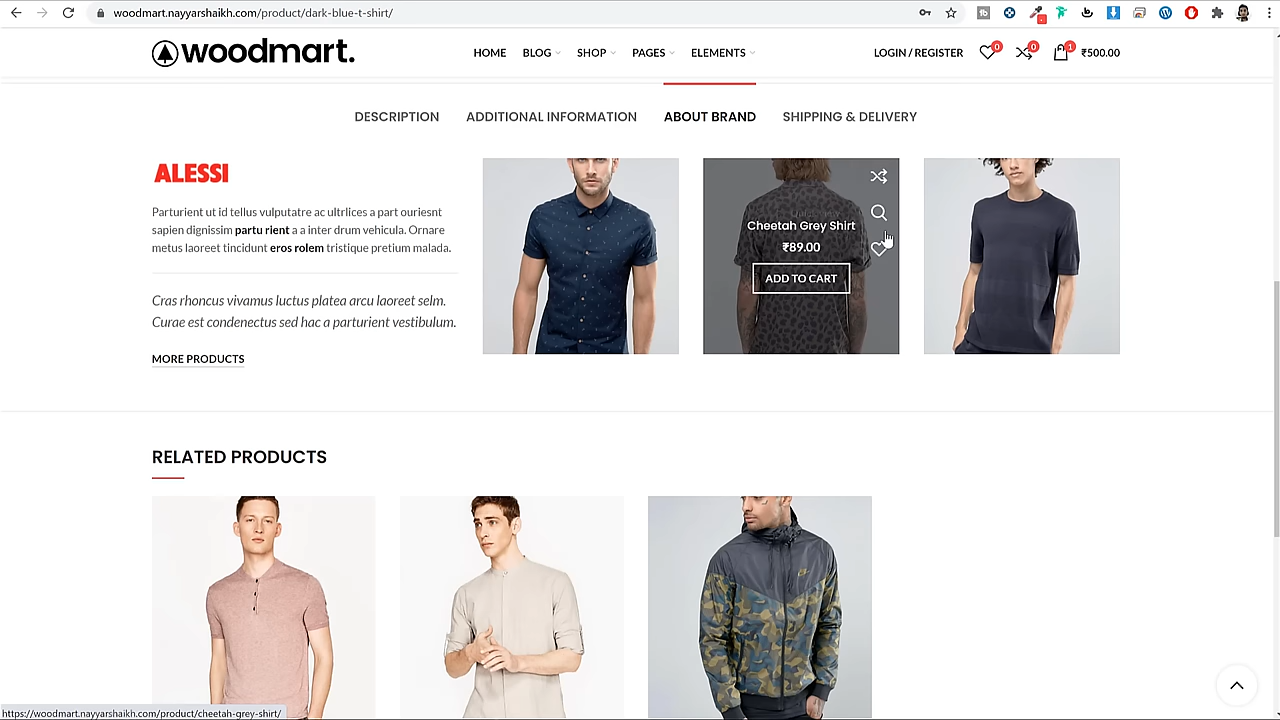 woodmart.nayyarshaikh.com/product/dark-blue-t-shirt/
woodmart.
HOME BLOG SHOP PAGES ELEMENTS
LOGIN / REGISTER 0 0 1 ₹500.00
DESCRIPTION ADDITIONAL INFORMATION ABOUT BRAND SHIPPING & DELIVERY
ALESSI
Parturient ut id tellus vulputatre ac ultrlices a part ouriesnt
sapien dignissim partu rient a a inter drum vehicula. Ornare
metus laoreet tincidunt eros rolem tristique pretium malada.
Cras rhoncus vivamus luctus platea arcu laoreet selm.
Curae est condenectus sed hac a parturient vestibulum.
MORE PRODUCTS
Cheetah Grey Shirt
₹89.00
ADD TO CART
RELATED PRODUCTS
https://woodmart.nayyarshaikh.com/product/cheetah-grey-shirt/